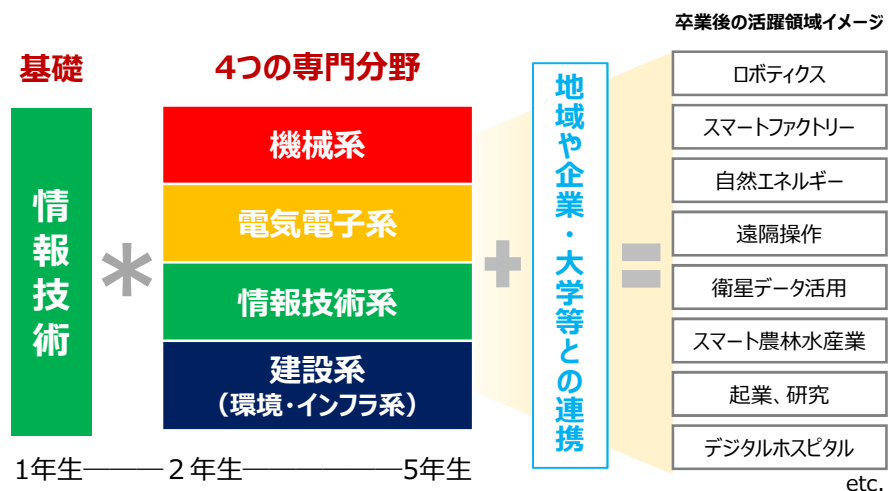 卒業後の活躍領域イメージ
基礎
4つの専門分野
情報技術
*
機械系
電気電子系
情報技術系
建設系
（環境・インフラ系）
+
地域や企業・大学等との連携
=
ロボティクス
スマートファクトリー
自然エネルギー
遠隔操作
衛星データ活用
スマート農林水産業
起業、研究
デジタルホスピタル
etc.
1年生―――２年生――――――5年生